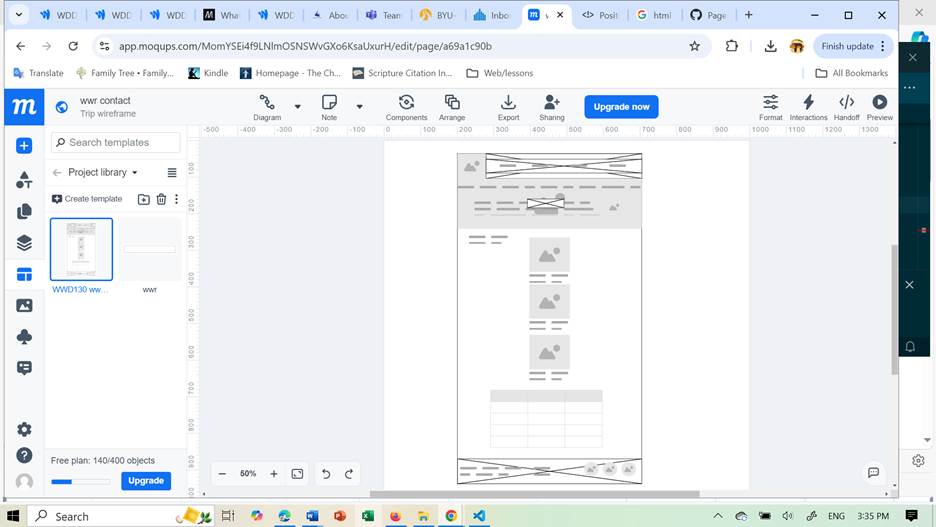 WDD
WDD
WDD
What
WDD
Abou
Team
BYU-
Inbo
w
Posit
html
Page
app.moqups.com/MomYSEi4f9LNlmOSNSWvGXo6KsaUxurH/edit/page/a69a1c90b
Finish update
Translate
Family Tree • Family...
Kindle
Homepage - The Ch...
Scripture Citation In...
Web/lessons
All Bookmarks
m
wwr contact
Trip wireframe
Diagram
Note
Components
Arrange
Export
Sharing
Upgrade now
Format
Interactions
Handoff
Preview
-500 -400 -300 -200 -100 0 100 200 300 400 500 600 700 800 900 1000 1100 1200 1300
Search templates
Project library
Create template
WWD130 ww...
wwr
100
200
300
400
500
600
700
800
900
Free plan: 140/400 objects
Upgrade
50%
Search
ENG
3:35 PM